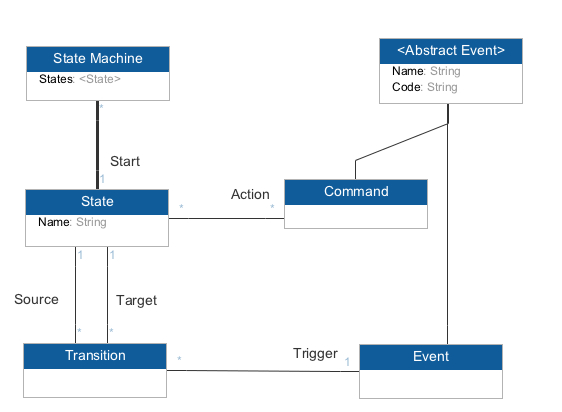 State Machine
States: <State>
<Abstract Event>
Name: String
Code: String
*
Start
1
State
Name: String
*
Action
*
Command
1
1
Source
Target
*
*
Transition
*
Trigger
1
Event